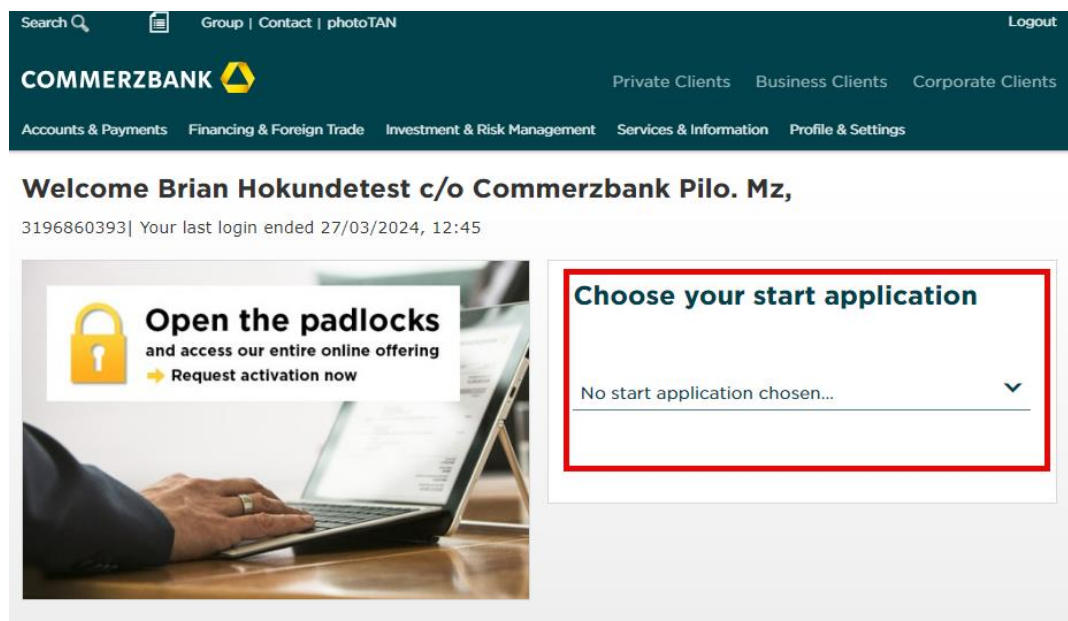 Search Group | Contact | photoTAN Logout
COMMERZBANK Private Clients Business Clients Corporate Clients
Accounts & Payments Financing & Foreign Trade Investment & Risk Management Services & Information Profile & Settings
Welcome Brian Hokundetest c/o Commerzbank Pilo. Mz,
3196860393| Your last login ended 27/03/2024, 12:45
Open the padlocks
and access our entire online offering
Request activation now
Choose your start application
No start application chosen...